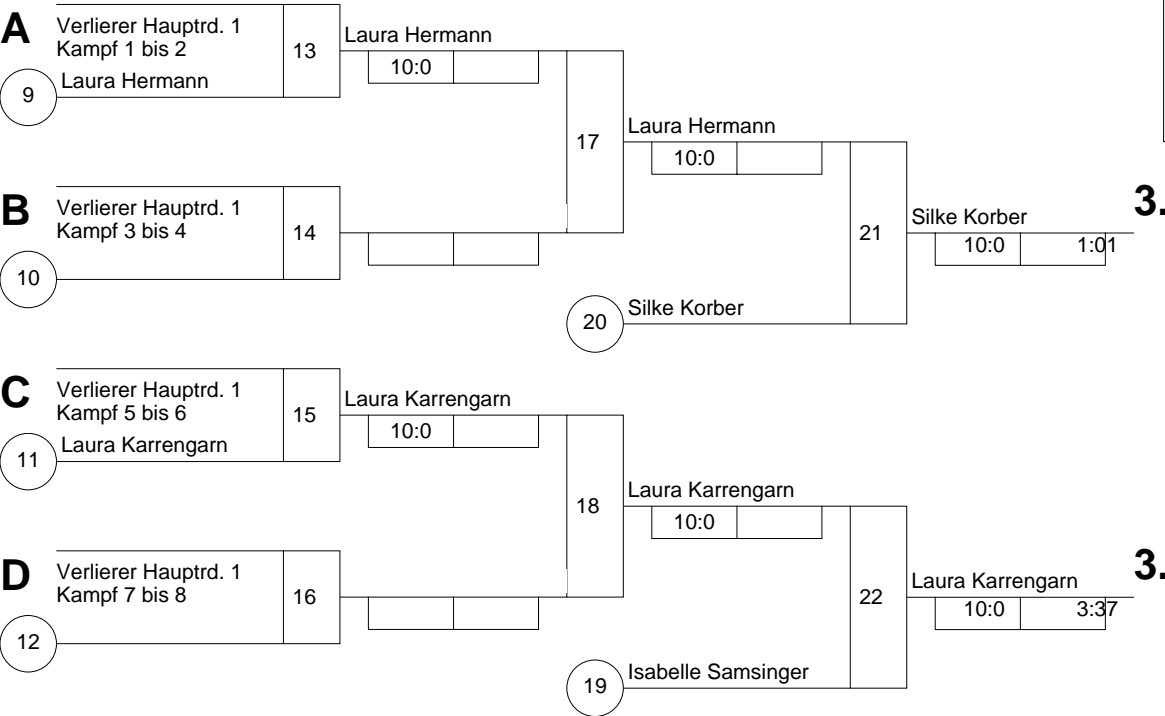 A
Verlierer Hauptrd. 1
Kampf 1 bis 2
13
Laura Hermann
10:0
9
Laura Hermann
17
Laura Hermann
10:0
B
Verlierer Hauptrd. 1
Kampf 3 bis 4
14
10
21
Silke Korber
10:0
1:01
3.
20
Silke Korber
C
Verlierer Hauptrd. 1
Kampf 5 bis 6
15
Laura Karrengarn
10:0
11
Laura Karrengarn
18
Laura Karrengarn
10:0
D
Verlierer Hauptrd. 1
Kampf 7 bis 8
16
12
22
Laura Karrengarn
10:0
3:37
3.
19
Isabelle Samsinger